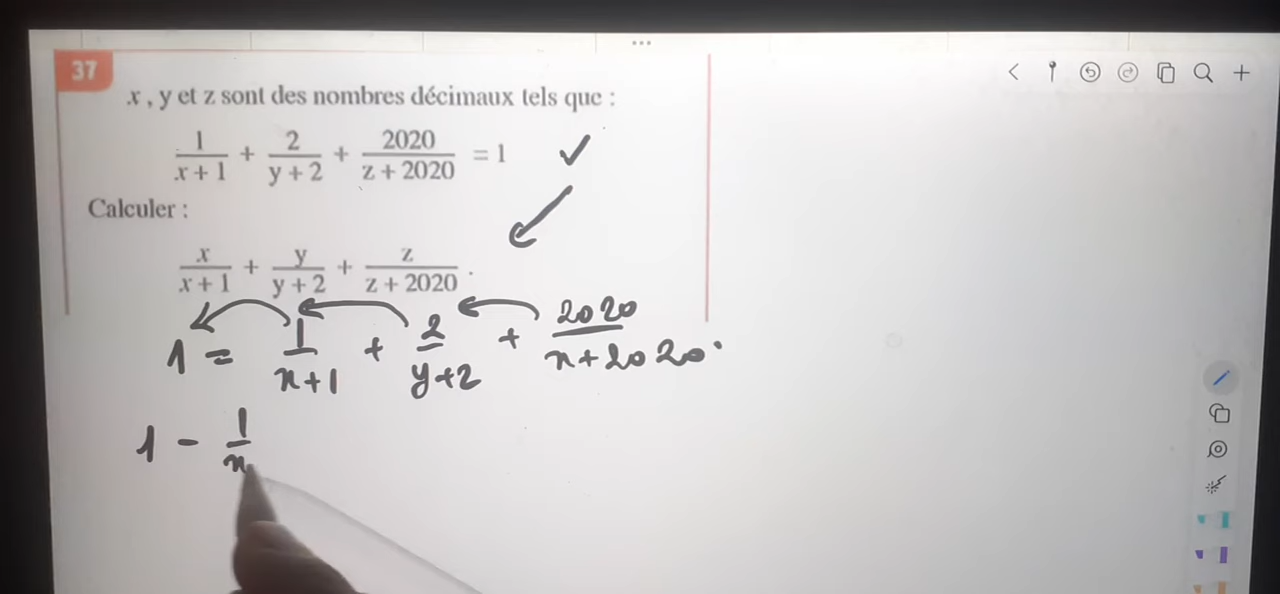 37
x, y et z sont des nombres décimaux tels que :
1/(x + 1) + 2/(y + 2) + 2020/(z + 2020) = 1
Calculer :
x/(x + 1) + y/(y + 2) + z/(z + 2020) .
1 = 1/(x+1) + 2/(y+2) + 2020/(x+2020) .
1 - 1/x